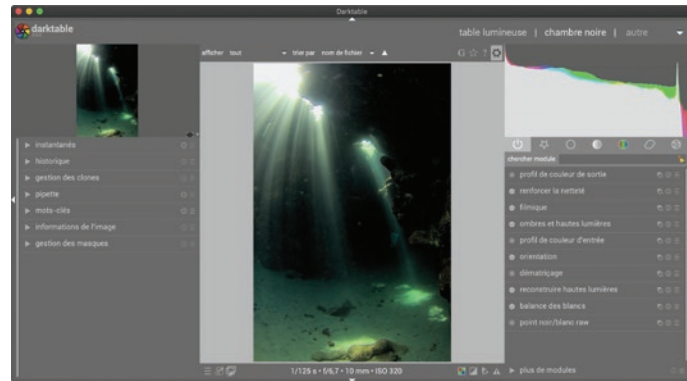 Darktable
darktable
table lumineuse | chambre noire | autre
afficher tout trier par nom de fichier
instantanés
historique
gestion des clones
pipette
mots-clés
informations de l'image
gestion des masques
1/125 s • f/6,7 • 10 mm • ISO 320
chercher module
profil de couleur de sortie
renforcer la netteté
filmique
ombres et hautes lumières
profil de couleur d'entrée
orientation
dématriçage
reconstruire hautes lumières
balance des blancs
point noir/blanc raw
plus de modules